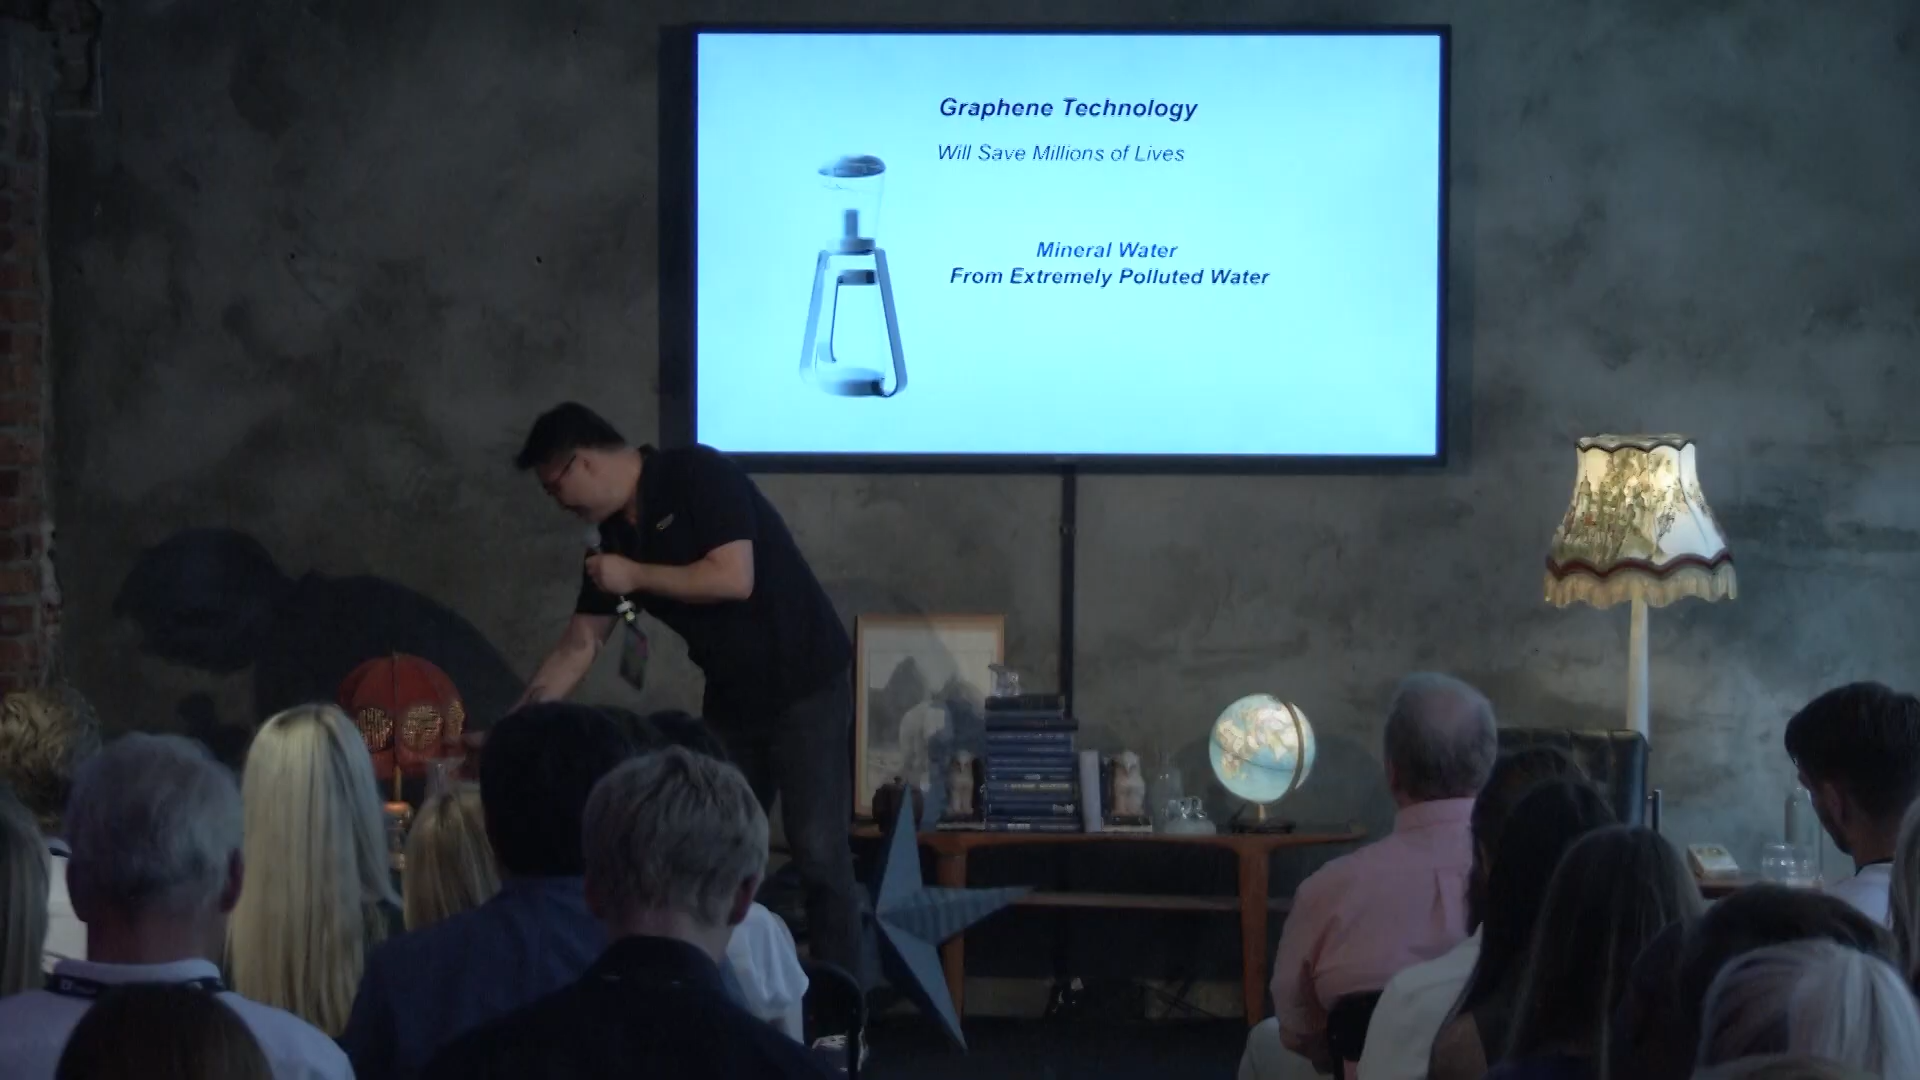 Graphene Technology
Will Save Millions of Lives
Mineral Water
From Extremely Polluted Water